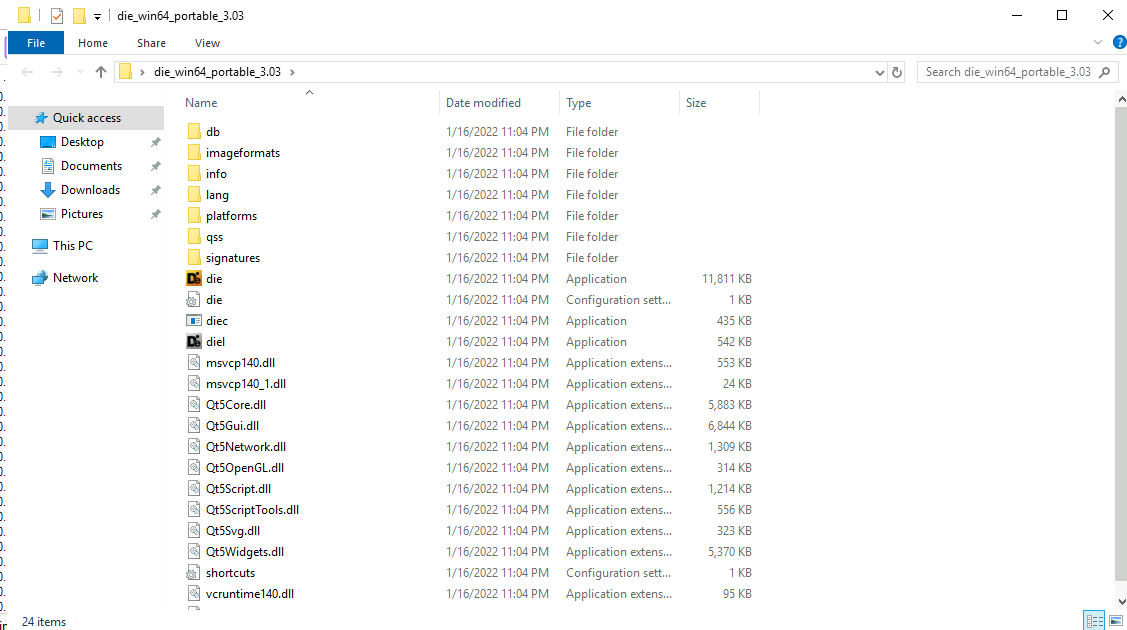 die_win64_portable_3.03
File Home Share View
die_win64_portable_3.03 Search die_win64_portable_3.03
Name Date modified Type Size
Quick access
Desktop
Documents
Downloads
Pictures
This PC
Network
db 1/16/2022 11:04 PM File folder
imageformats 1/16/2022 11:04 PM File folder
info 1/16/2022 11:04 PM File folder
lang 1/16/2022 11:04 PM File folder
platforms 1/16/2022 11:04 PM File folder
qss 1/16/2022 11:04 PM File folder
signatures 1/16/2022 11:04 PM File folder
die 1/16/2022 11:04 PM Application 11,811 KB
die 1/16/2022 11:04 PM Configuration sett... 1 KB
diec 1/16/2022 11:04 PM Application 435 KB
diel 1/16/2022 11:04 PM Application 542 KB
msvcp140.dll 1/16/2022 11:04 PM Application extens... 553 KB
msvcp140_1.dll 1/16/2022 11:04 PM Application extens... 24 KB
Qt5Core.dll 1/16/2022 11:04 PM Application extens... 5,883 KB
Qt5Gui.dll 1/16/2022 11:04 PM Application extens... 6,844 KB
Qt5Network.dll 1/16/2022 11:04 PM Application extens... 1,309 KB
Qt5OpenGL.dll 1/16/2022 11:04 PM Application extens... 314 KB
Qt5Script.dll 1/16/2022 11:04 PM Application extens... 1,214 KB
Qt5ScriptTools.dll 1/16/2022 11:04 PM Application extens... 556 KB
Qt5Svg.dll 1/16/2022 11:04 PM Application extens... 323 KB
Qt5Widgets.dll 1/16/2022 11:04 PM Application extens... 5,370 KB
shortcuts 1/16/2022 11:04 PM Configuration sett... 1 KB
vcruntime140.dll 1/16/2022 11:04 PM Application extens... 95 KB
24 items